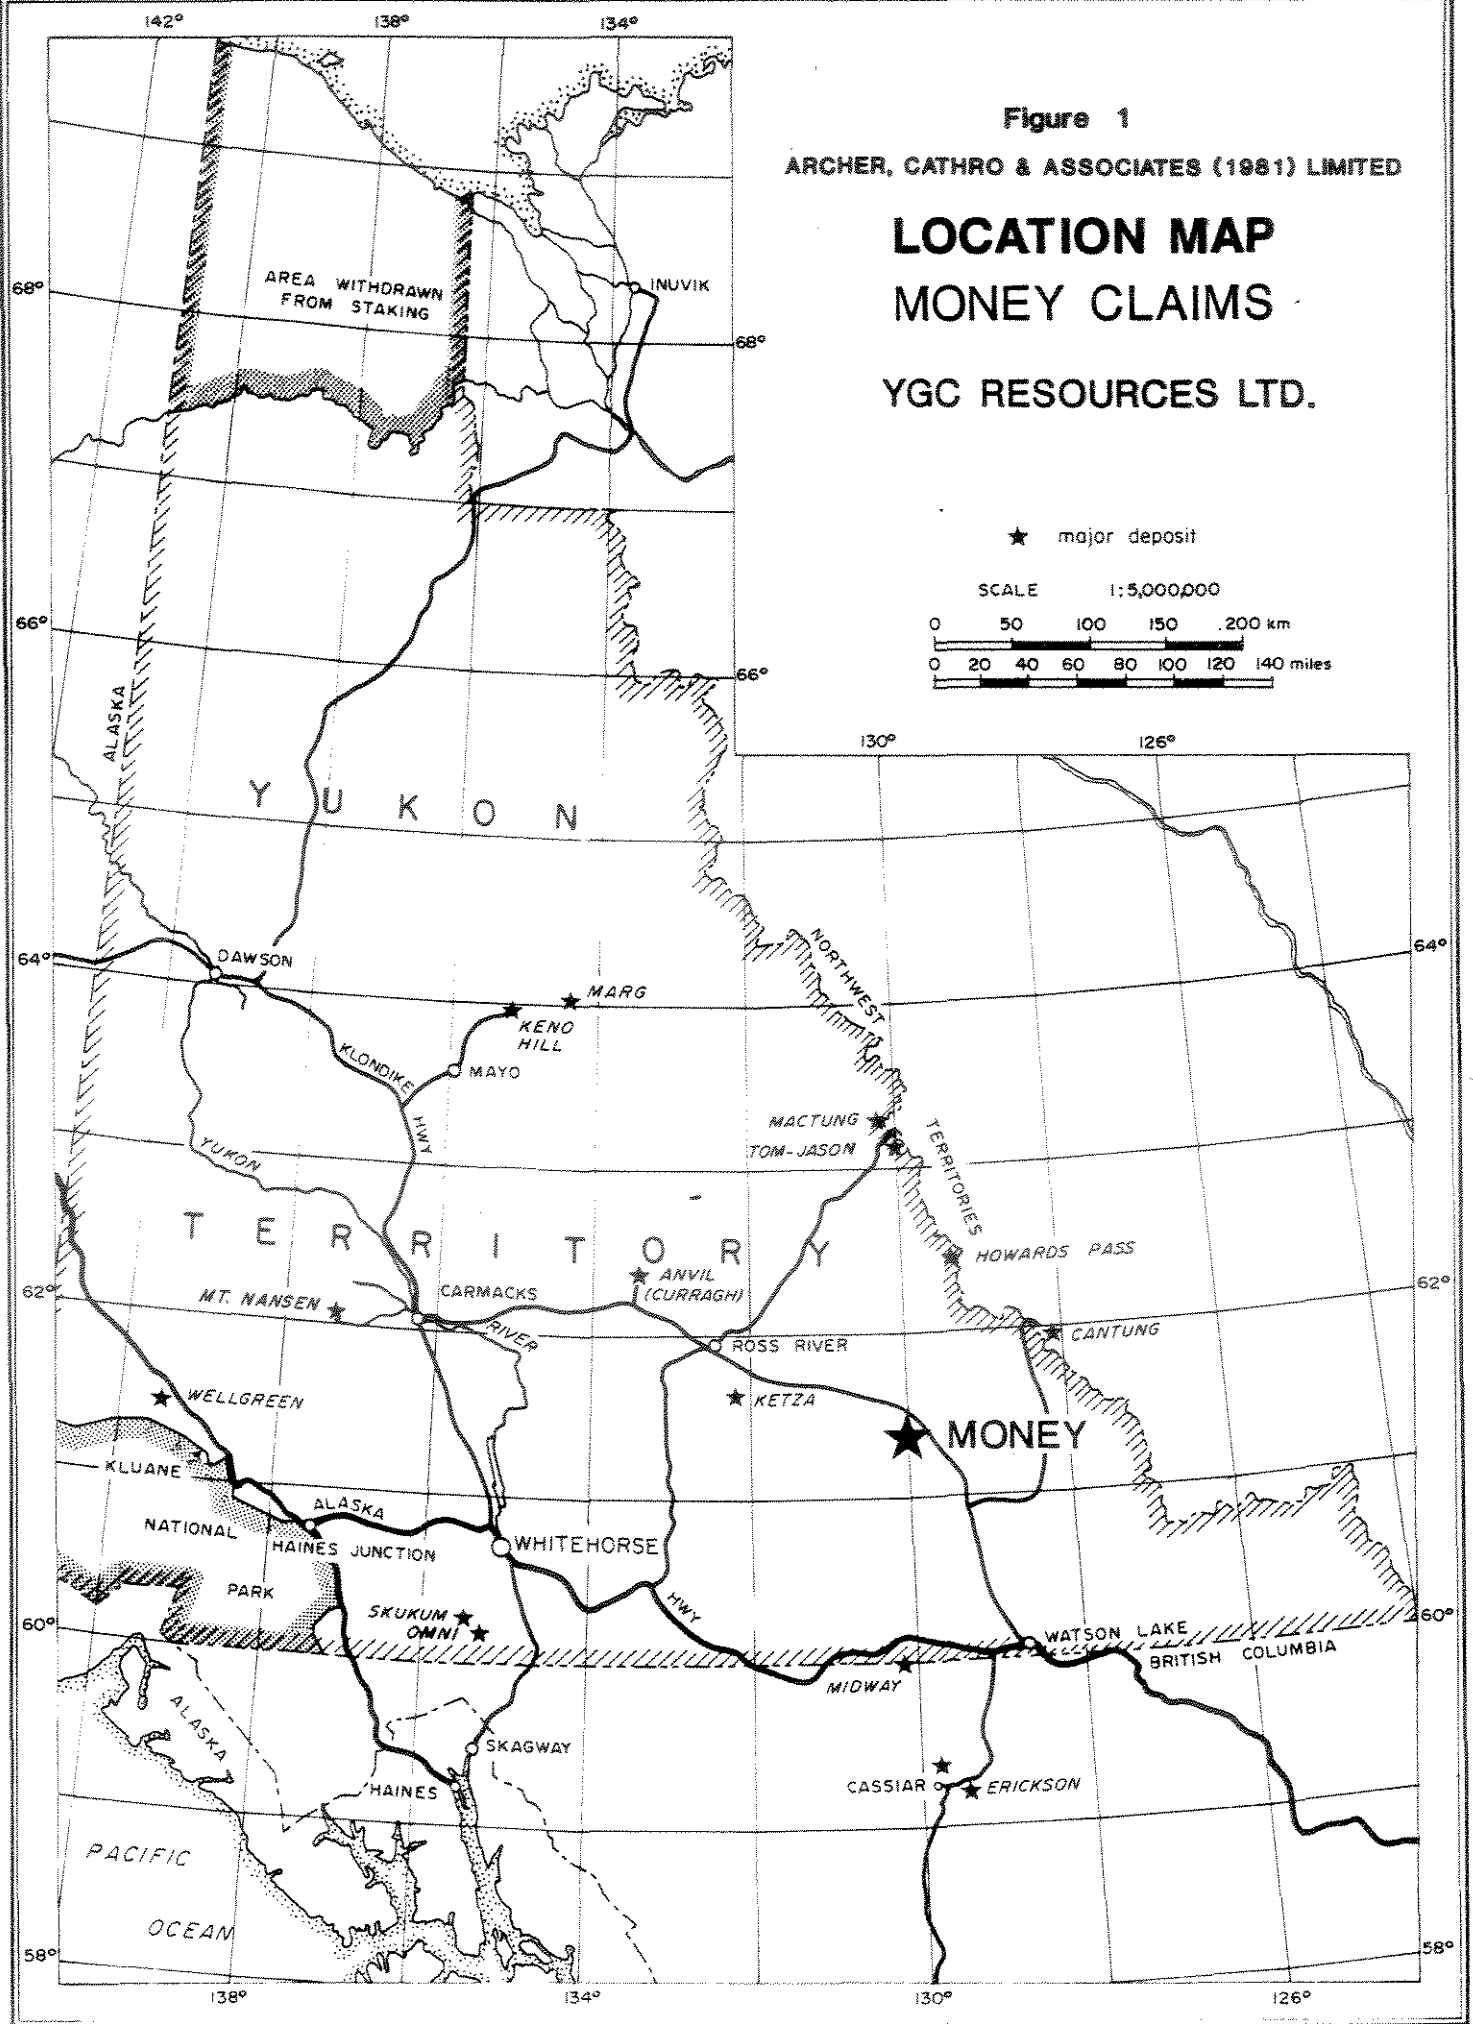 142° 138° 134°
Figure 1
ARCHER, CATHRO & ASSOCIATES (1981) LIMITED
LOCATION MAP
MONEY CLAIMS
YGC RESOURCES LTD.
AREA WITHDRAWN
FROM STAKING
INUVIK
68°
68°
★ major deposit
SCALE 1:5,000,000
0 50 100 150 200 km
0 20 40 60 80 100 120 140 miles
66°
66°
ALASKA
130° 126°
YUKON
64°
64°
DAWSON
NORTHWEST
MARG
KENO
HILL
KLONDIKE
MAYO
HWY
MACTUNG
TOM-JASON
TERRITORIES
YUKON
TERRITORY
HOWARDS PASS
ANVIL
(CURRAGH)
62°
62°
MT. NANSEN
CARMACKS
RIVER
ROSS RIVER
CANTUNG
WELLGREEN
KETZA
MONEY
KLUANE
ALASKA
NATIONAL
HAINES JUNCTION
WHITEHORSE
PARK
HWY
SKUKUM
OMNI
60°
60°
WATSON LAKE
BRITISH COLUMBIA
MIDWAY
ALASKA
SKAGWAY
HAINES
CASSIAR
ERICKSON
PACIFIC
OCEAN
58°
58°
138° 134° 130° 126°